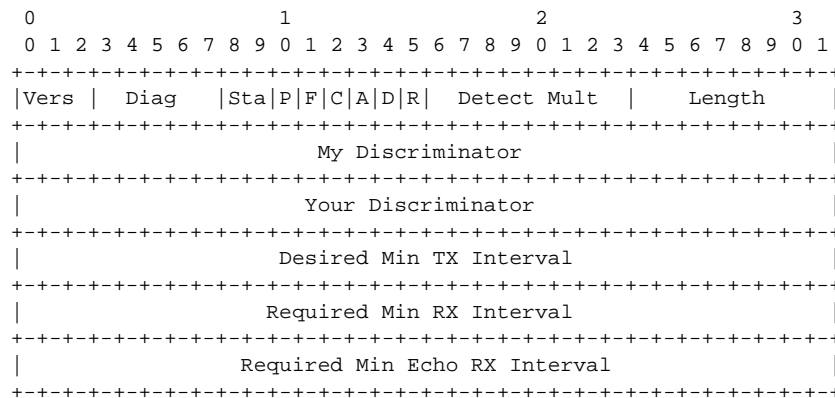 0                   1                   2                   3
0 1 2 3 4 5 6 7 8 9 0 1 2 3 4 5 6 7 8 9 0 1 2 3 4 5 6 7 8 9 0 1
+-+-+-+-+-+-+-+-+-+-+-+-+-+-+-+-+-+-+-+-+-+-+-+-+-+-+-+-+-+-+-+-+
|Vers |  Diag   |Sta|P|F|C|A|D|R|  Detect Mult  |    Length     |
+-+-+-+-+-+-+-+-+-+-+-+-+-+-+-+-+-+-+-+-+-+-+-+-+-+-+-+-+-+-+-+-+
|                       My Discriminator                        |
+-+-+-+-+-+-+-+-+-+-+-+-+-+-+-+-+-+-+-+-+-+-+-+-+-+-+-+-+-+-+-+-+
|                      Your Discriminator                       |
+-+-+-+-+-+-+-+-+-+-+-+-+-+-+-+-+-+-+-+-+-+-+-+-+-+-+-+-+-+-+-+-+
|                    Desired Min TX Interval                    |
+-+-+-+-+-+-+-+-+-+-+-+-+-+-+-+-+-+-+-+-+-+-+-+-+-+-+-+-+-+-+-+-+
|                   Required Min RX Interval                    |
+-+-+-+-+-+-+-+-+-+-+-+-+-+-+-+-+-+-+-+-+-+-+-+-+-+-+-+-+-+-+-+-+
|                 Required Min Echo RX Interval                 |
+-+-+-+-+-+-+-+-+-+-+-+-+-+-+-+-+-+-+-+-+-+-+-+-+-+-+-+-+-+-+-+-+